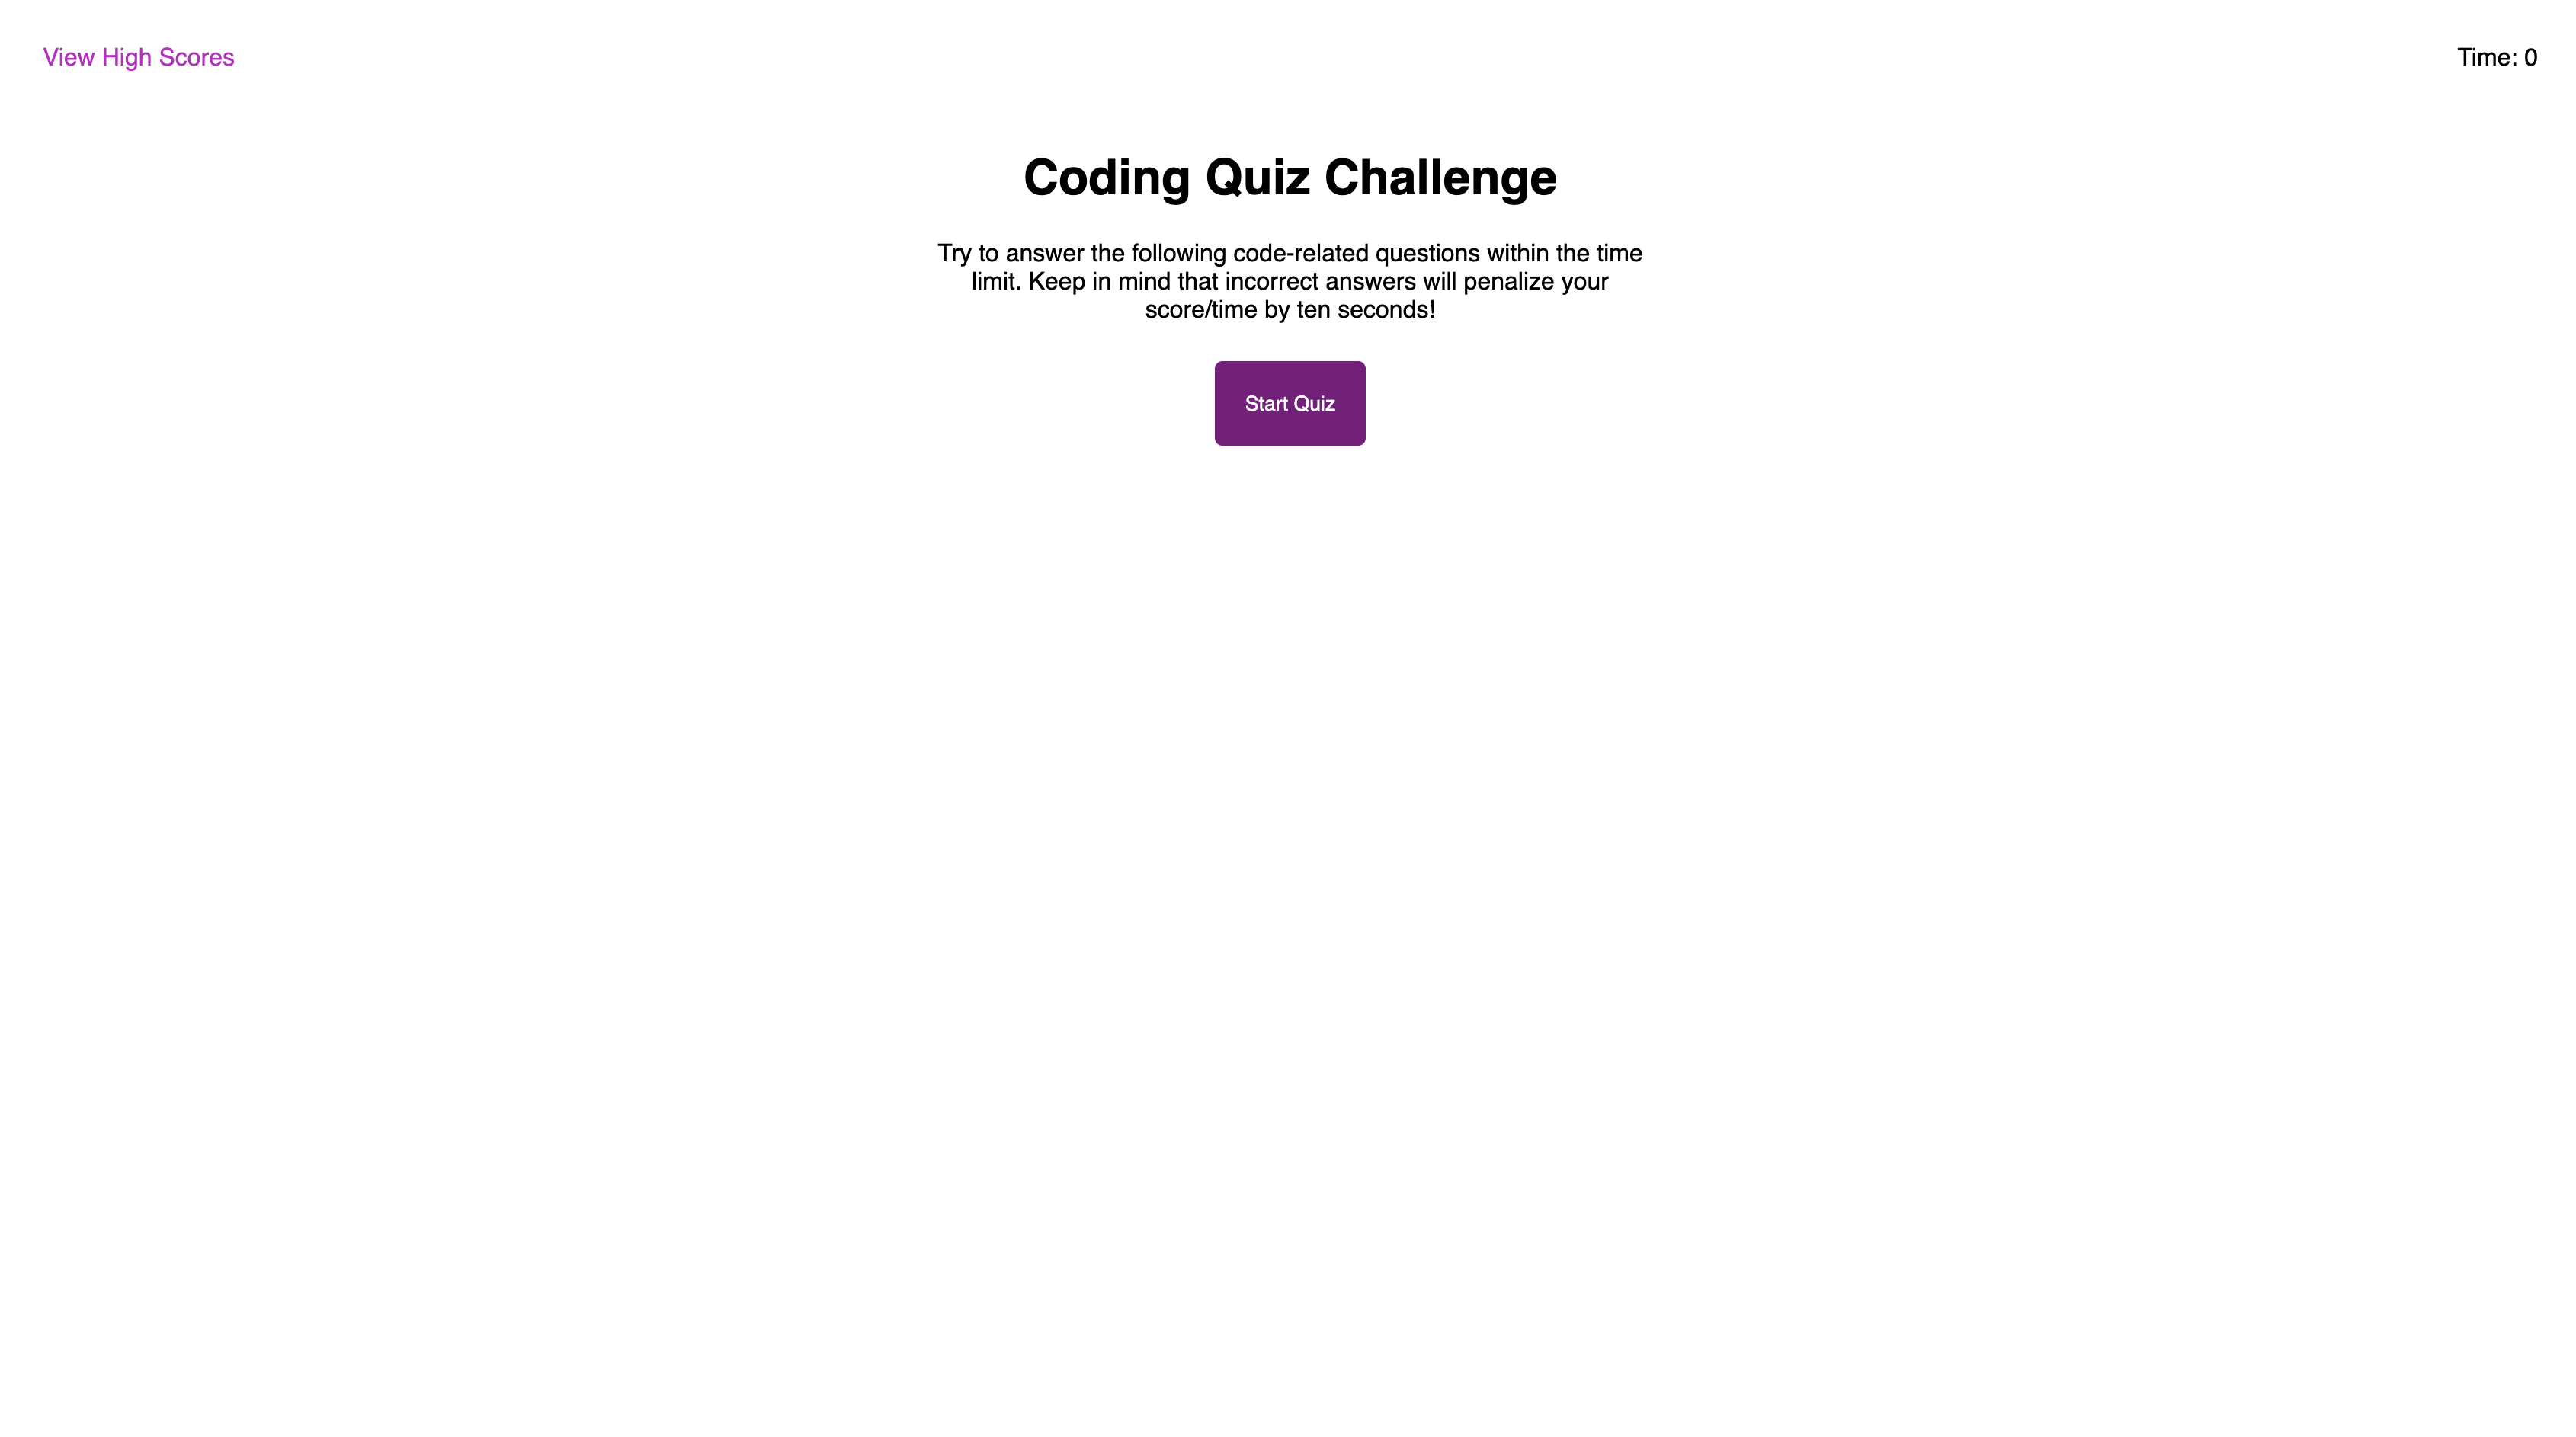 View High Scores
Time: 0
Coding Quiz Challenge
Try to answer the following code-related questions within the time
limit. Keep in mind that incorrect answers will penalize your
score/time by ten seconds!
Start Quiz